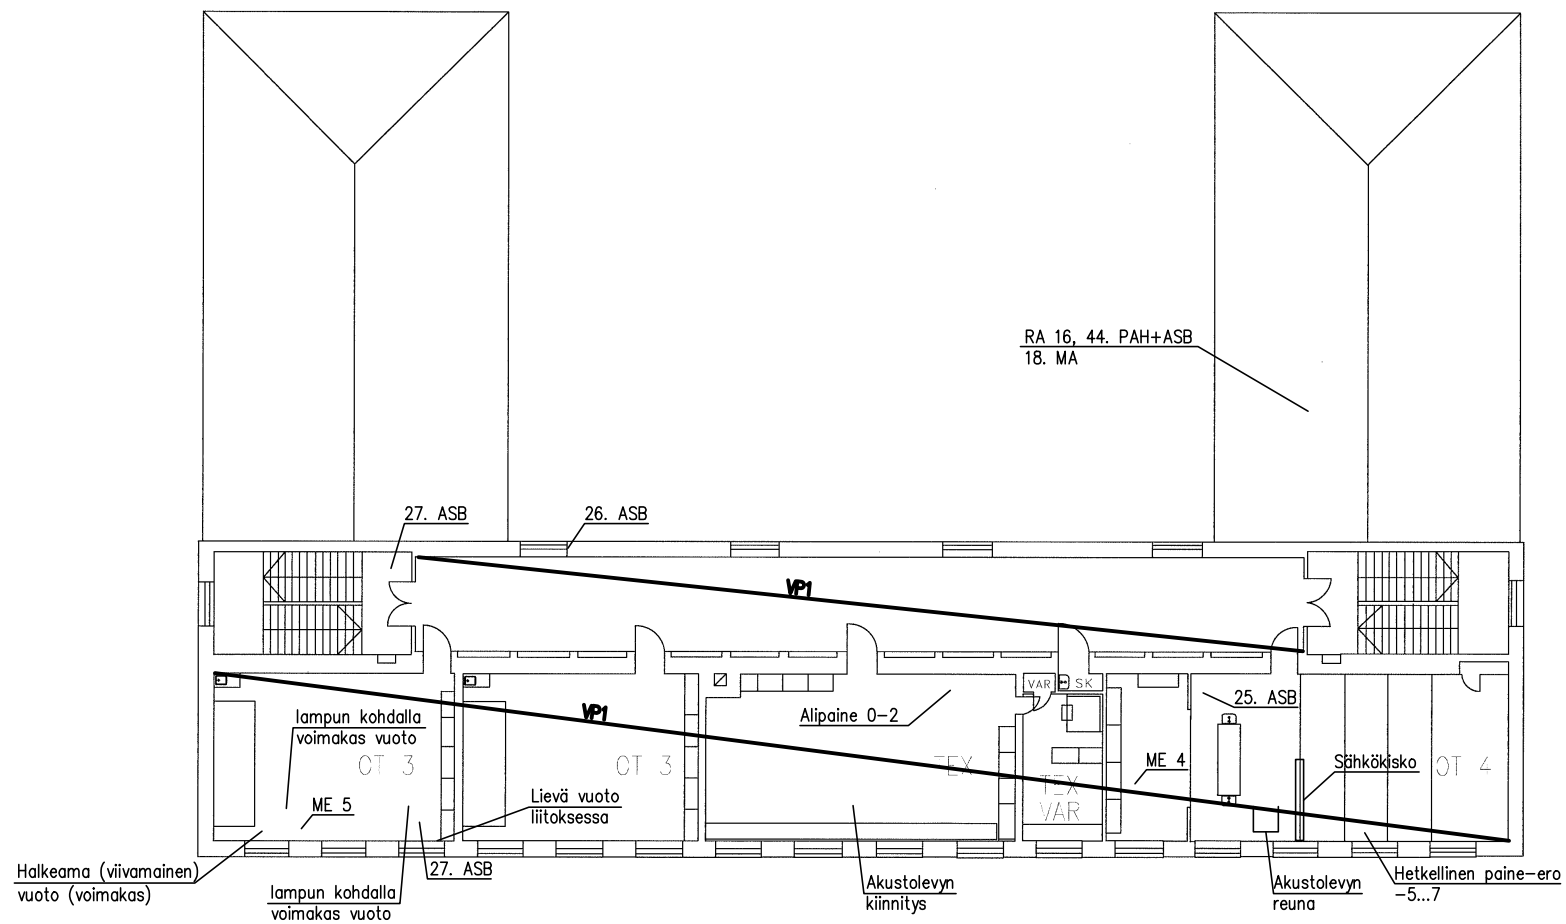 RA 16, 44. PAH+ASB
18. MA
27. ASB
26. ASB
VP1
VAR
SK
lampun kohdalla
voimakas vuoto
OT 3
VP1
OT 3
Alipaine 0-2
TEX
TEX
VAR
ME 4
25. ASB
Sähkökisko
OT 4
ME 5
Lievä vuoto
liitoksessa
Halkeama (viivamainen)
vuoto (voimakas)
lampun kohdalla
voimakas vuoto
27. ASB
Akustolevyn
kiinnitys
Akustolevyn
reuna
Hetkellinen paine-ero
-5...7